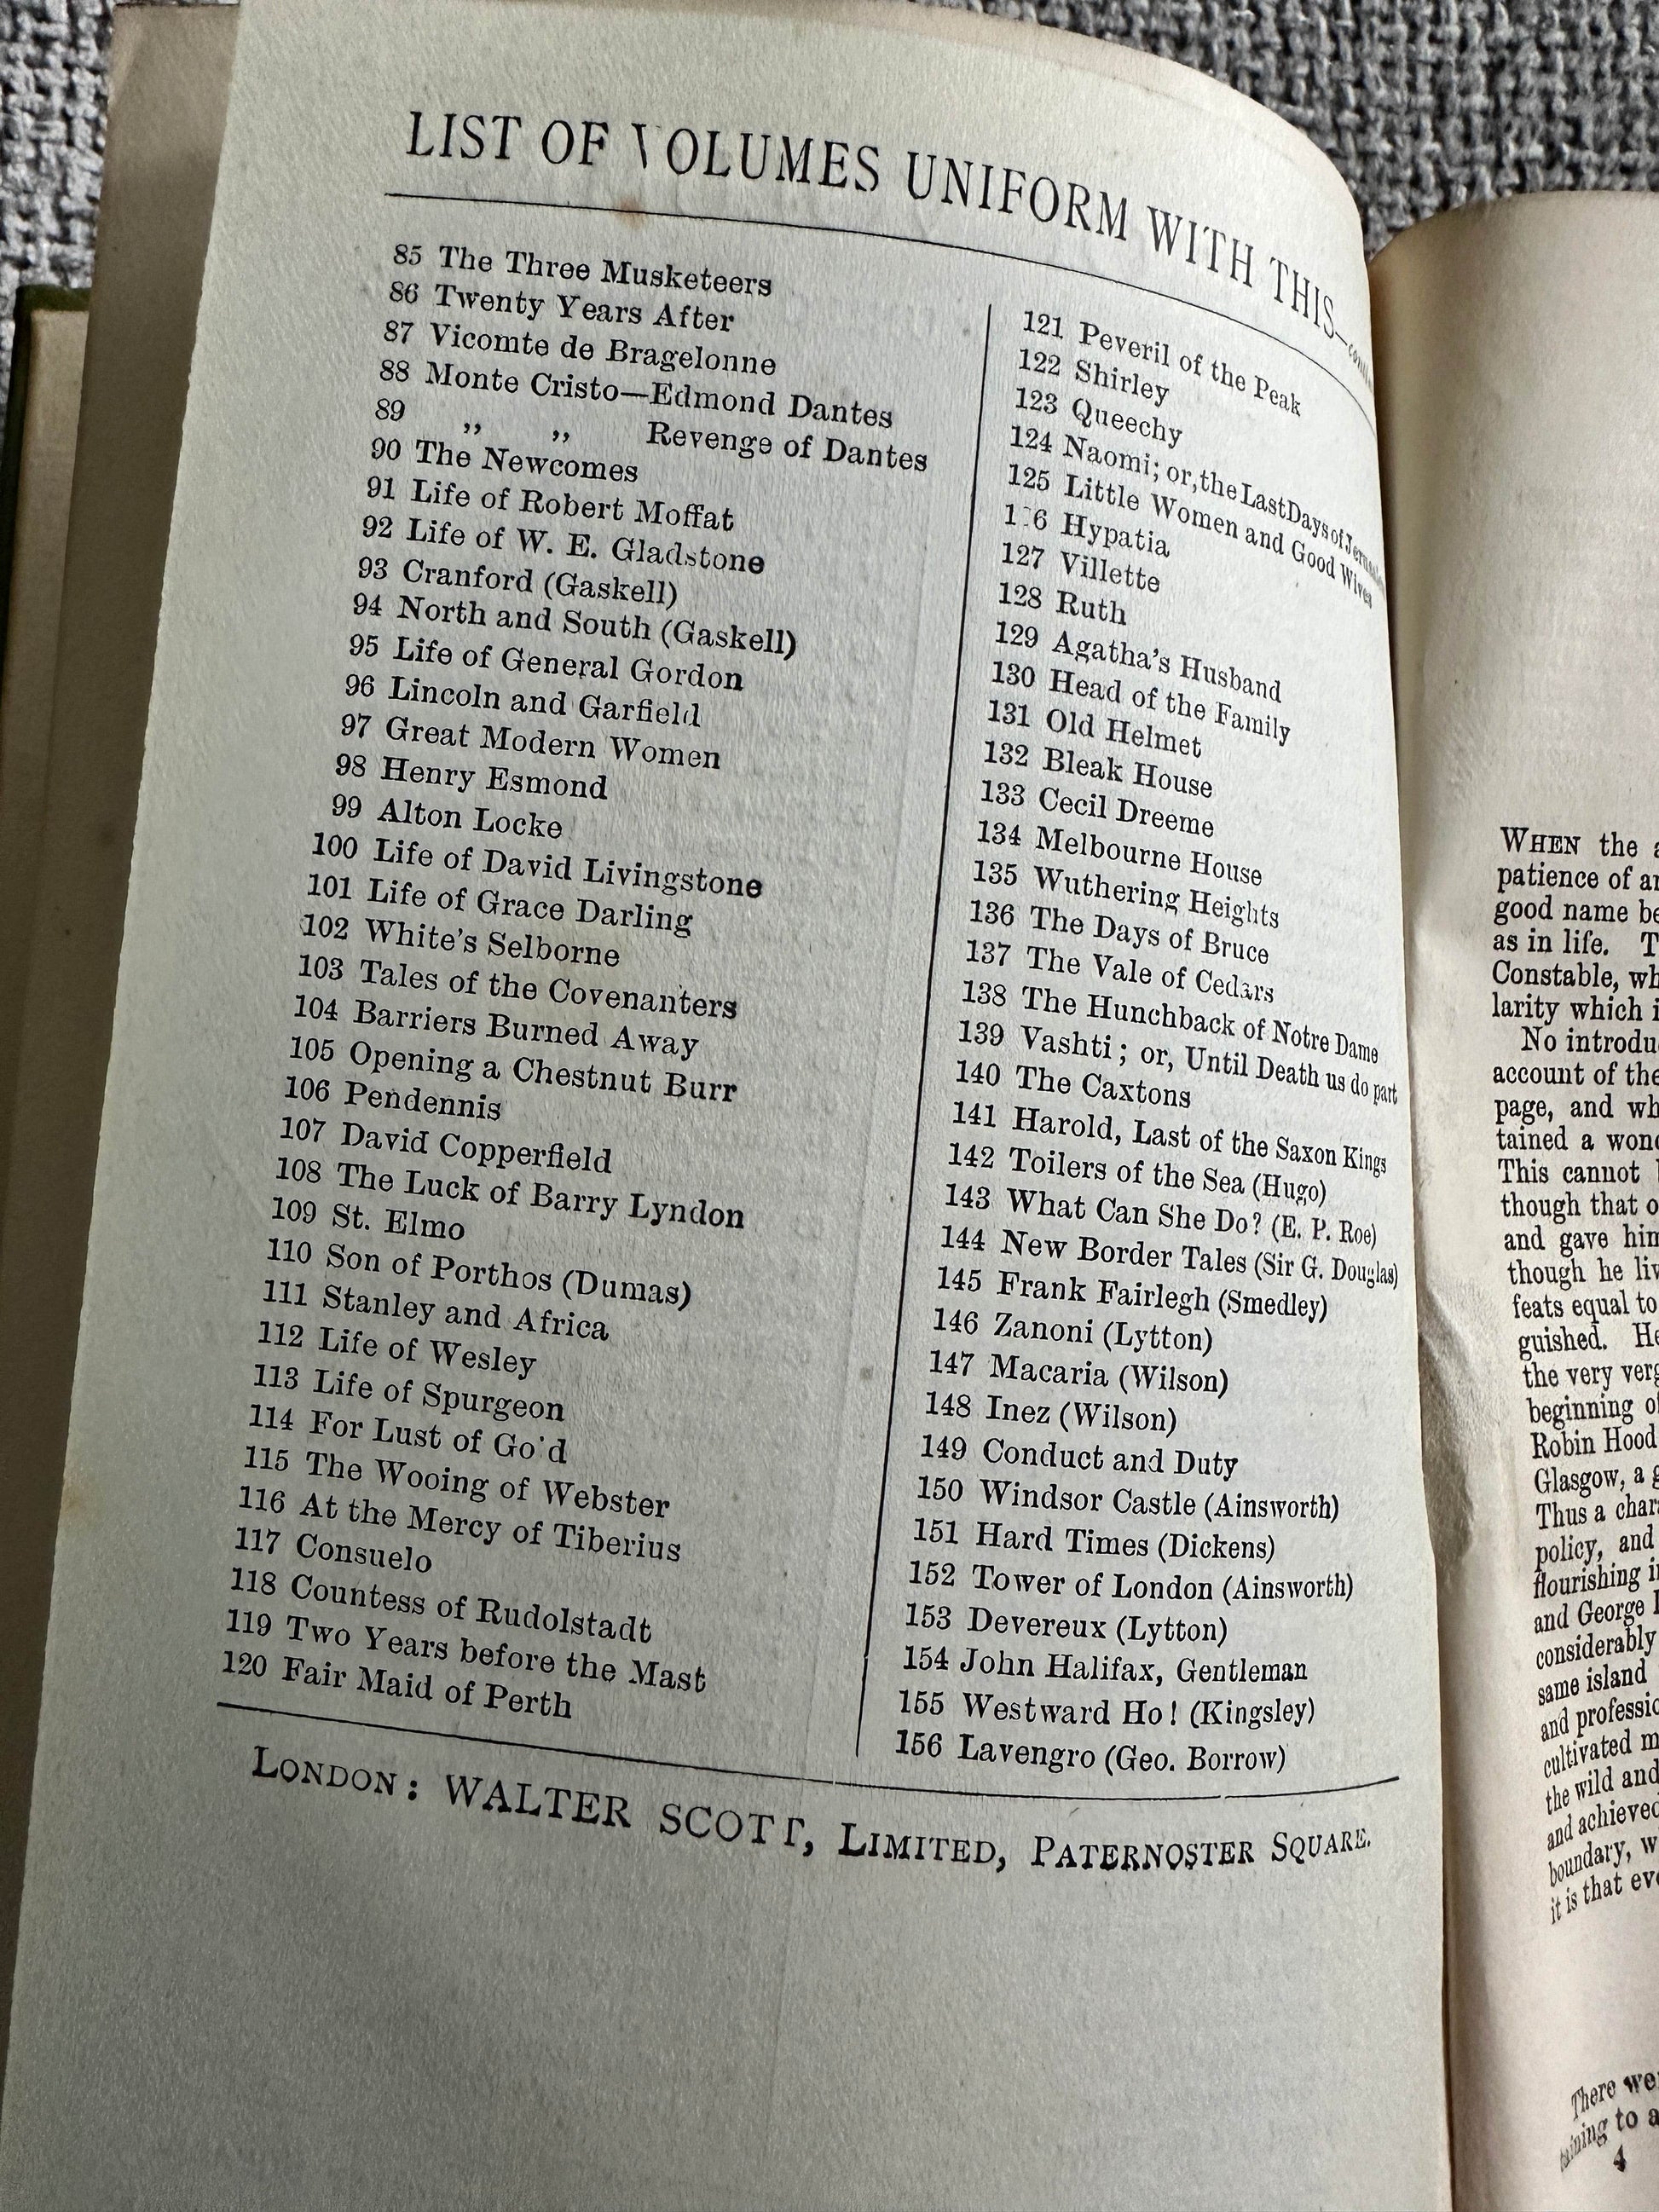 LIST OF VOLUMES UNIFORM WITH THIS—
85 The Three Musketeers
86 Twenty Years After
87 Vicomte de Bragelonne
88 Monte Cristo—Edmond Dantes
89 ,, ,, Revenge of Dantes
90 The Newcomes
91 Life of Robert Moffat
92 Life of W. E. Gladstone
93 Cranford (Gaskell)
94 North and South (Gaskell)
95 Life of General Gordon
96 Lincoln and Garfield
97 Great Modern Women
98 Henry Esmond
99 Alton Locke
100 Life of David Livingstone
101 Life of Grace Darling
102 White's Selborne
103 Tales of the Covenanters
104 Barriers Burned Away
105 Opening a Chestnut Burr
106 Pendennis
107 David Copperfield
108 The Luck of Barry Lyndon
109 St. Elmo
110 Son of Porthos (Dumas)
111 Stanley and Africa
112 Life of Wesley
113 Life of Spurgeon
114 For Lust of Gold
115 The Wooing of Webster
116 At the Mercy of Tiberius
117 Consuelo
118 Countess of Rudolstadt
119 Two Years before the Mast
120 Fair Maid of Perth
121 Peveril of the Peak
122 Shirley
123 Queechy
124 Naomi; or, the Last Days of
125 Little Women and Good Wives
126 Hypatia
127 Villette
128 Ruth
129 Agatha's Husband
130 Head of the Family
131 Old Helmet
132 Bleak House
133 Cecil Dreeme
134 Melbourne House
135 Wuthering Heights
136 The Days of Bruce
137 The Vale of Cedars
138 The Hunchback of Notre Dame
139 Vashti; or, Until Death us do part
140 The Caxtons
141 Harold, Last of the Saxon Kings
142 Toilers of the Sea (Hugo)
143 What Can She Do? (E. P. Roe)
144 New Border Tales (Sir G. Douglas)
145 Frank Fairlegh (Smedley)
146 Zanoni (Lytton)
147 Macaria (Wilson)
148 Inez (Wilson)
149 Conduct and Duty
150 Windsor Castle (Ainsworth)
151 Hard Times (Dickens)
152 Tower of London (Ainsworth)
153 Devereux (Lytton)
154 John Halifax, Gentleman
155 Westward Ho! (Kingsley)
156 Lavengro (Geo. Borrow)
LONDON: WALTER SCOTT, LIMITED, PATERNOSTER SQUARE.
WHEN the
patience of
good name
as in life.
Constable,
larity which
No
account of the
page, and
tained a
This cannot
though that
and gave him
though he
feats equal to
guished. He
the very
beginning of
Robin Hood
Glasgow, a
Thus a
policy, and
flourishing
and George
considerably
same island
and
cultivated
the wild and
and achieved
boundary,
it is that
There
to
4